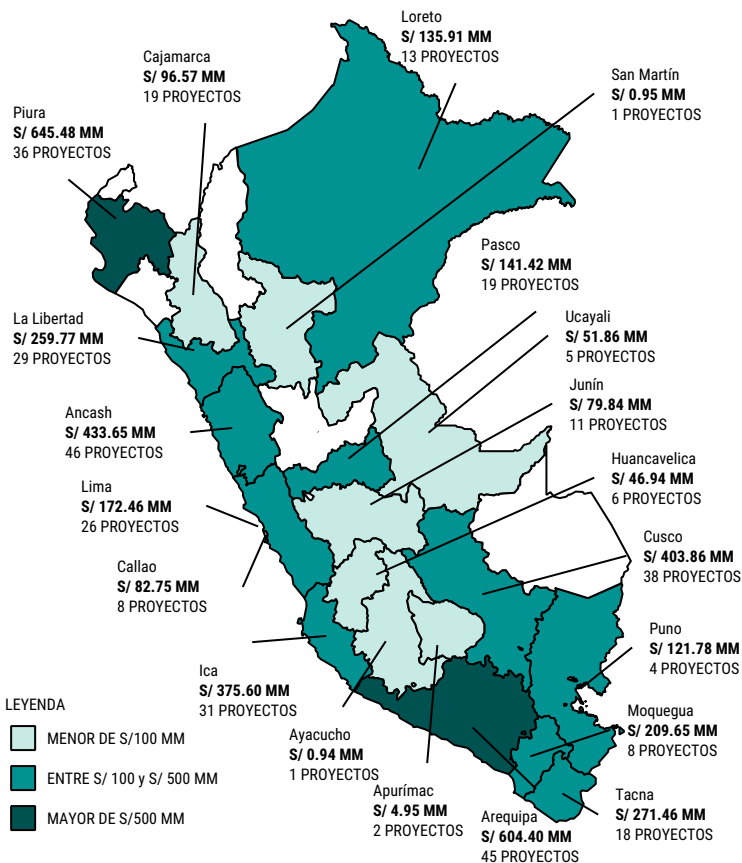 Loreto
S/ 135.91 MM
13 PROYECTOS
Cajamarca
S/ 96.57 MM
19 PROYECTOS
San Martín
S/ 0.95 MM
1 PROYECTOS
Piura
S/ 645.48 MM
36 PROYECTOS
Pasco
S/ 141.42 MM
19 PROYECTOS
Ucayali
S/ 51.86 MM
5 PROYECTOS
La Libertad
S/ 259.77 MM
29 PROYECTOS
Junín
S/ 79.84 MM
11 PROYECTOS
Ancash
S/ 433.65 MM
46 PROYECTOS
Huancavelica
S/ 46.94 MM
6 PROYECTOS
Lima
S/ 172.46 MM
26 PROYECTOS
Cusco
S/ 403.86 MM
38 PROYECTOS
Callao
S/ 82.75 MM
8 PROYECTOS
Puno
S/ 121.78 MM
4 PROYECTOS
Ica
S/ 375.60 MM
31 PROYECTOS
Moquegua
S/ 209.65 MM
8 PROYECTOS
Ayacucho
S/ 0.94 MM
1 PROYECTOS
Apurímac
S/ 4.95 MM
2 PROYECTOS
Arequipa
S/ 604.40 MM
45 PROYECTOS
Tacna
S/ 271.46 MM
18 PROYECTOS
LEYENDA
MENOR DE S/100 MM
ENTRE S/ 100 y S/ 500 MM
MAYOR DE S/500 MM